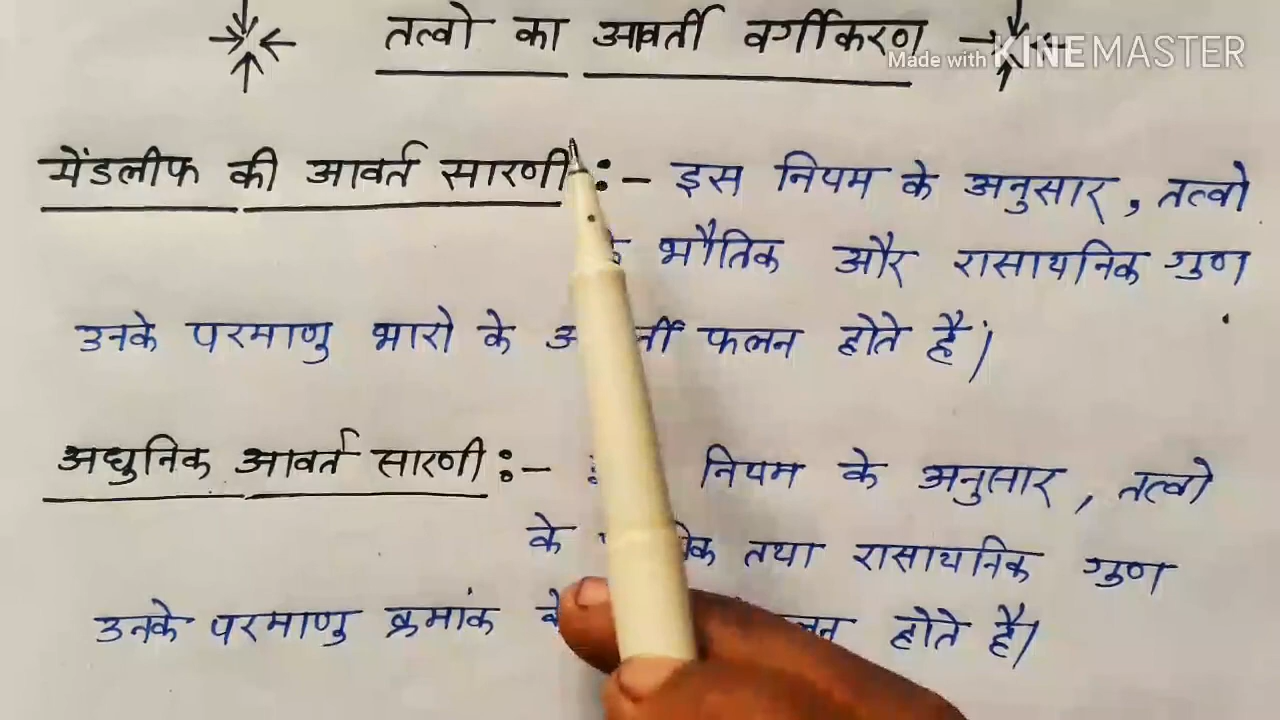 तत्वो का आवर्ती वर्गीकरण
Made with KINEMASTER
मेंडलीफ की आवर्त सारणी :- इस नियम के अनुसार, तत्वो
भौतिक और रासायनिक गुण
उनके परमाणु भारो के फलन होते हैं।
अधुनिक आवर्त सारणी :- नियम के अनुसार, तत्वो
के तथा रासायनिक गुण
उनके परमाणु क्रमांक होते है।